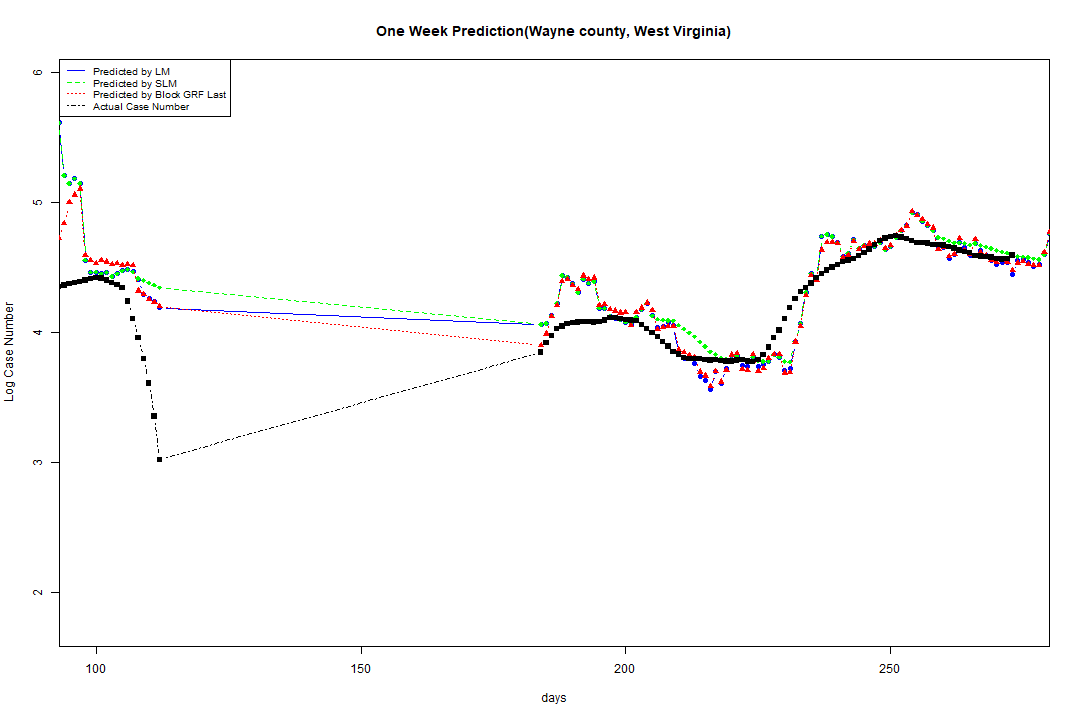 One Week Prediction(Wayne county, West Virginia)
Predicted by LM
Predicted by SLM
Predicted by Block GRF Last
Actual Case Number
6
5
4
3
2
Log Case Number
100
150
200
250
days